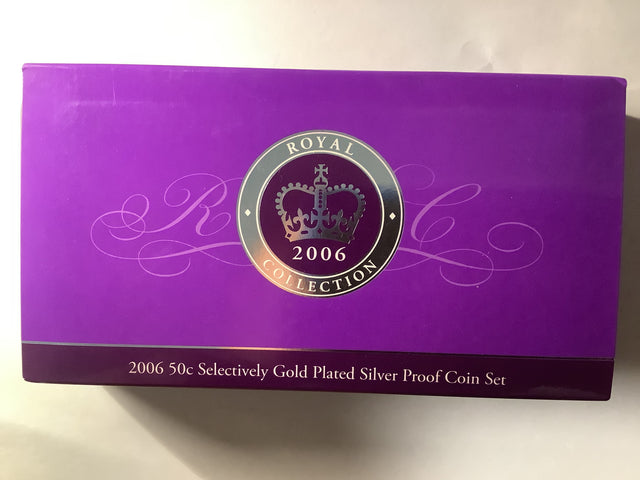 ROYAL
R C
2006
COLLECTION
2006 50c Selectively Gold Plated Silver Proof Coin Set